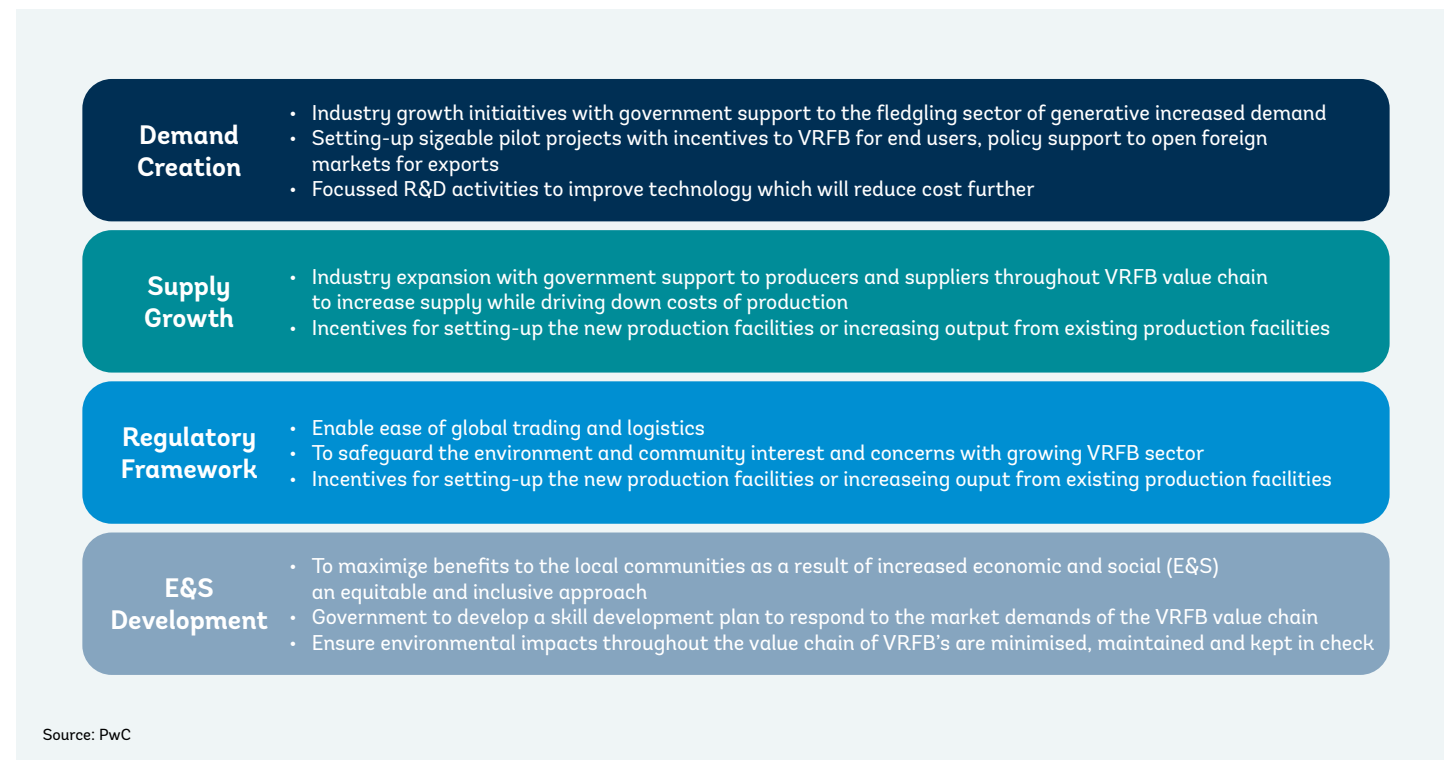 Demand
Creation
• Industry growth initiaitives with government support to the fledgling sector of generative increased demand
• Setting-up sizeable pilot projects with incentives to VRFB for end users, policy support to open foreign
markets for exports
• Focussed R&D activities to improve technology which will reduce cost further
Supply
Growth
• Industry expansion with government support to producers and suppliers throughout VRFB value chain
to increase supply while driving down costs of production
• Incentives for setting-up the new production facilities or increasing output from existing production facilities
Regulatory
Framework
• Enable ease of global trading and logistics
• To safeguard the environment and community interest and concerns with growing VRFB sector
• Incentives for setting-up the new production facilities or increaseing ouput from existing production facilities
E&S
Development
• To maximize benefits to the local communities as a result of increased economic and social (E&S)
an equitable and inclusive approach
• Government to develop a skill development plan to respond to the market demands of the VRFB value chain
• Ensure environmental impacts throughout the value chain of VRFB's are minimised, maintained and kept in check
Source: PwC